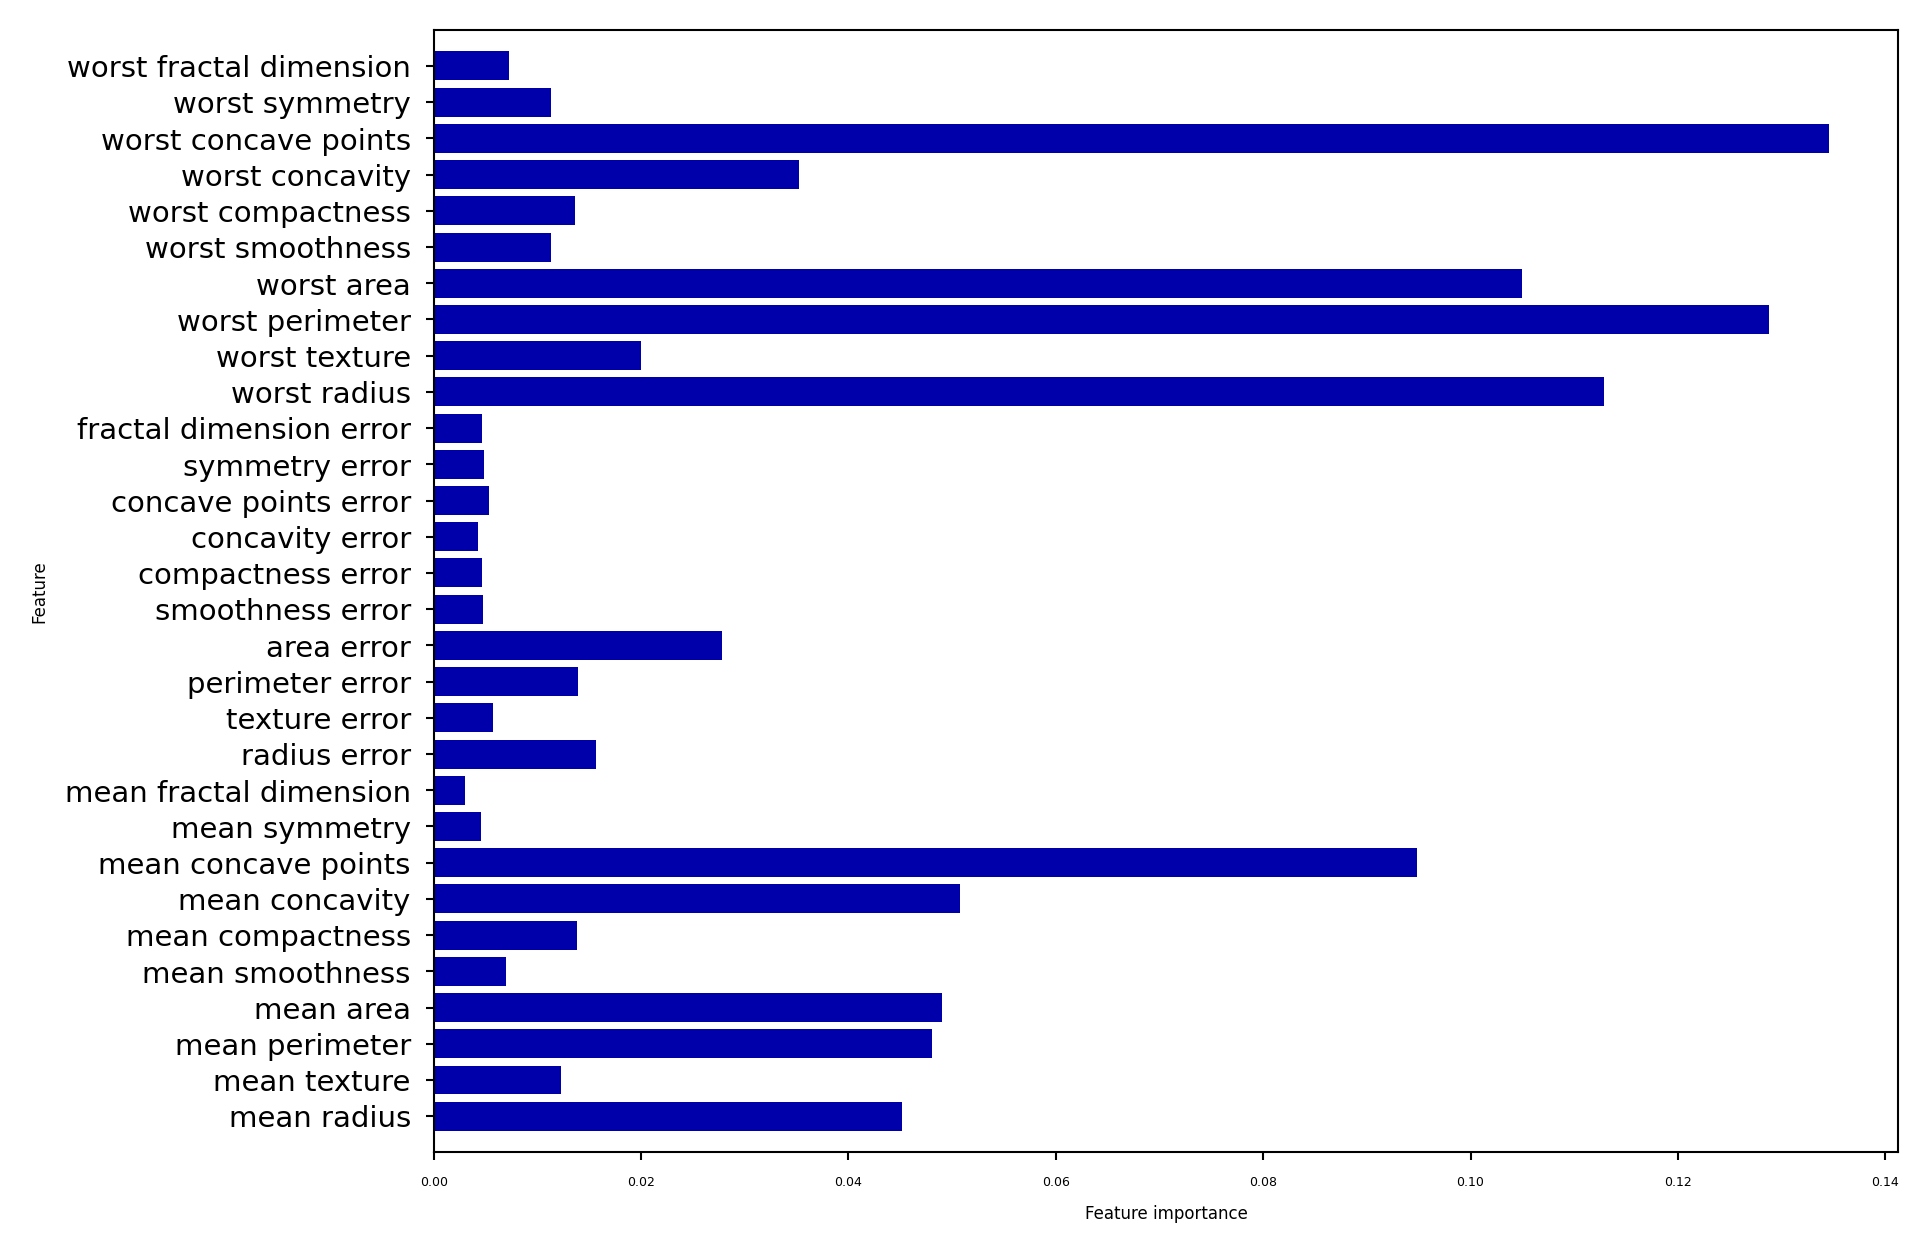 worst fractal dimension
worst symmetry
worst concave points
worst concavity
worst compactness
worst smoothness
worst area
worst perimeter
worst texture
worst radius
fractal dimension error
symmetry error
concave points error
concavity error
compactness error
smoothness error
area error
perimeter error
texture error
radius error
mean fractal dimension
mean symmetry
mean concave points
mean concavity
mean compactness
mean smoothness
mean area
mean perimeter
mean texture
mean radius
Feature
0.00 0.02 0.04 0.06 0.08 0.10 0.12 0.14
Feature importance